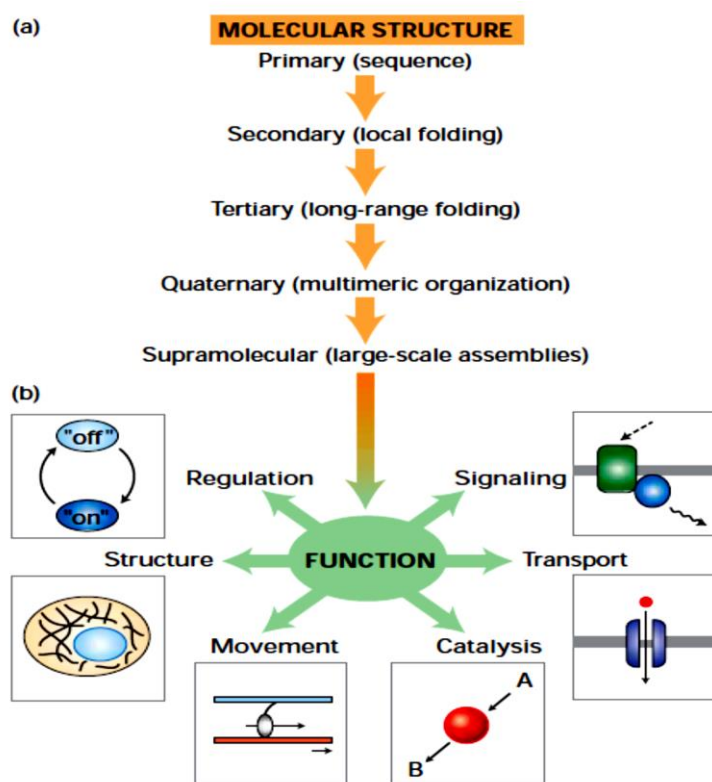 (a)
MOLECULAR STRUCTURE
Primary (sequence)
Secondary (local folding)
Tertiary (long-range folding)
Quaternary (multimeric organization)
Supramolecular (large-scale assemblies)
(b)
"off"
"on"
Regulation
Signaling
Structure
FUNCTION
Transport
Movement
Catalysis
A
B